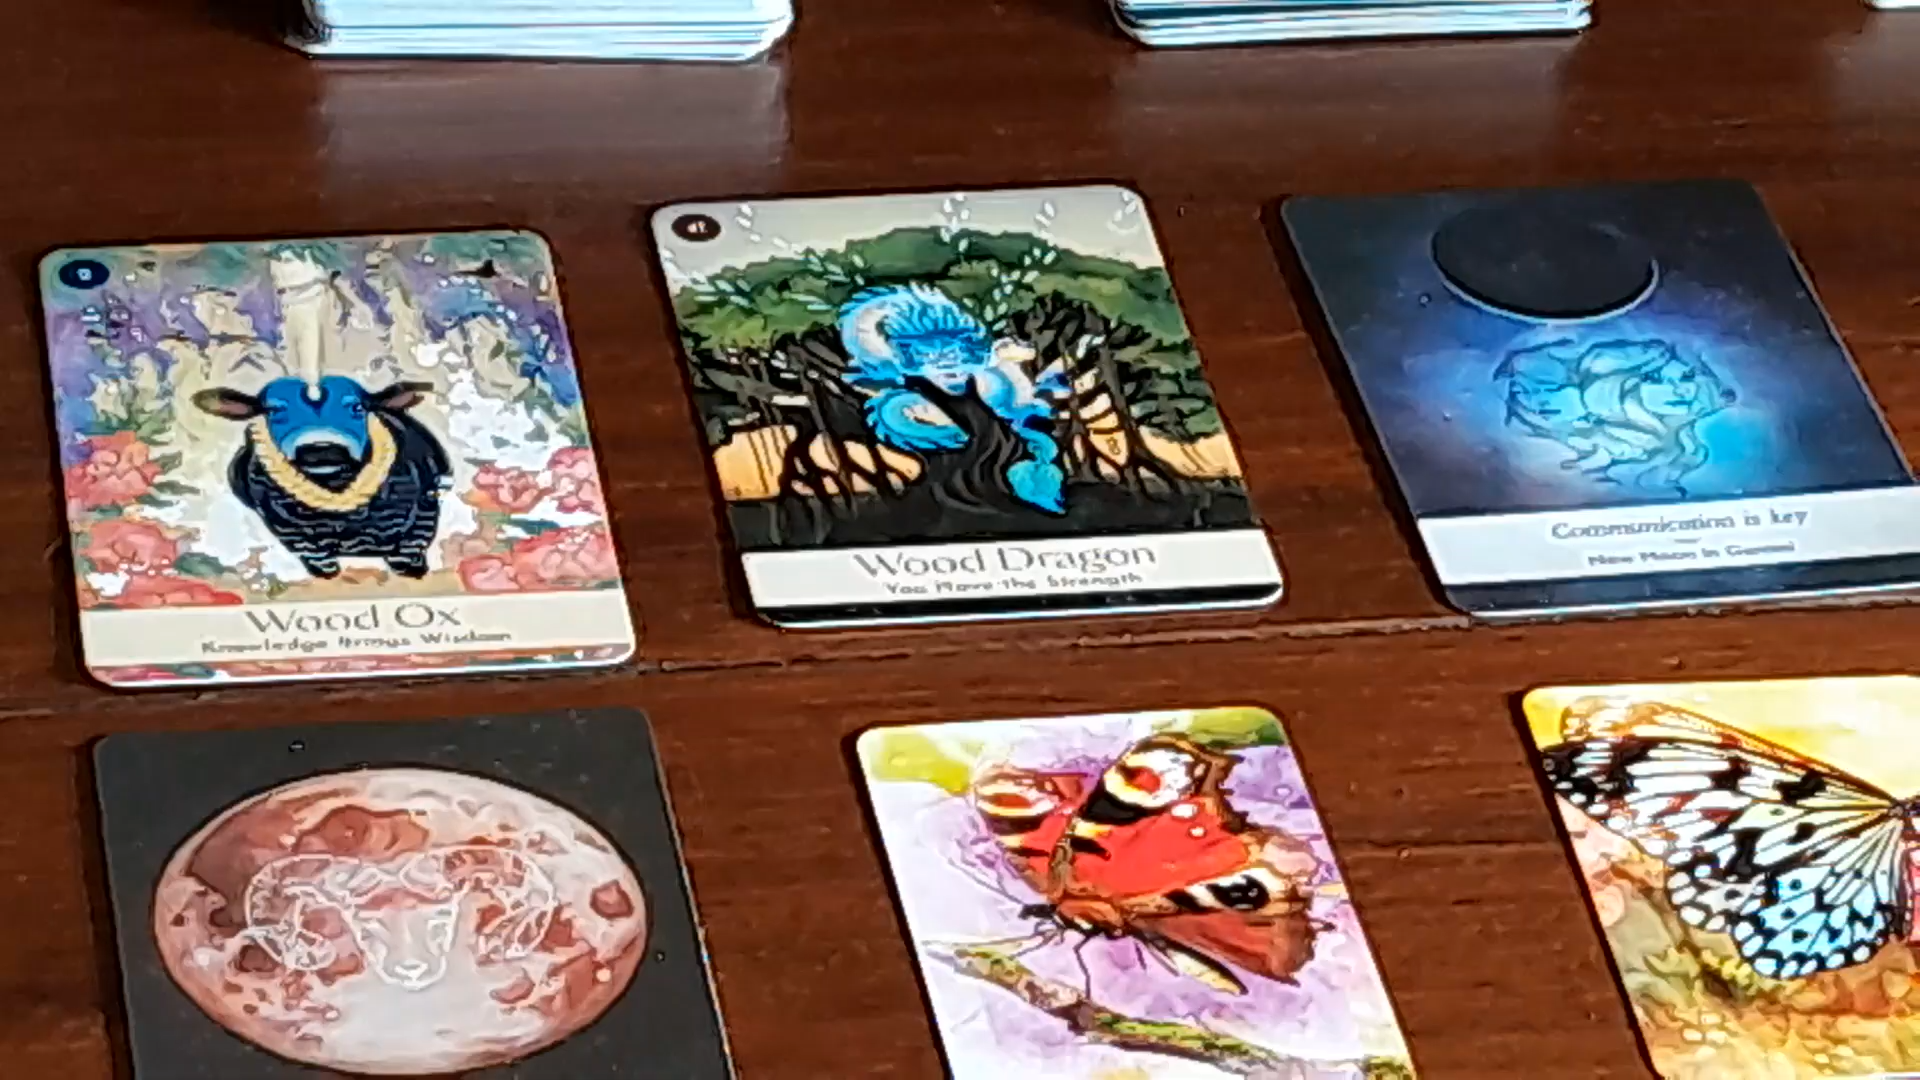 Wood Ox
Knowledge Brings Wisdom
Wood Dragon
You Have the Strength
Communication is key
New Moon in Gemini